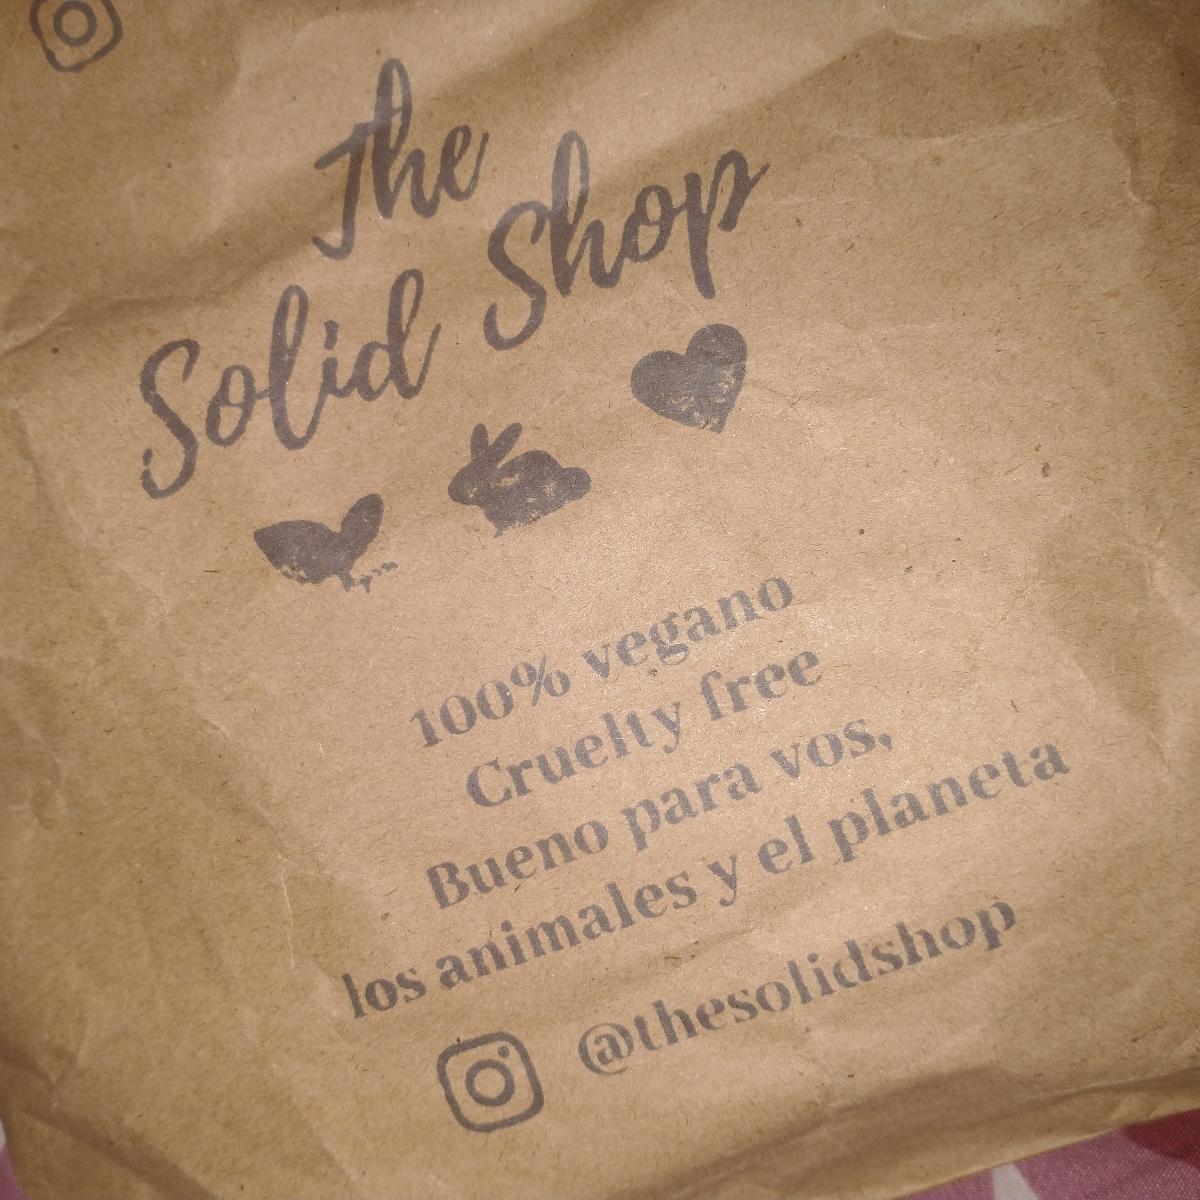 The
Solid Shop
100% vegano
Cruelty free
Bueno para vos,
los animales y el planeta
@thesolidshop